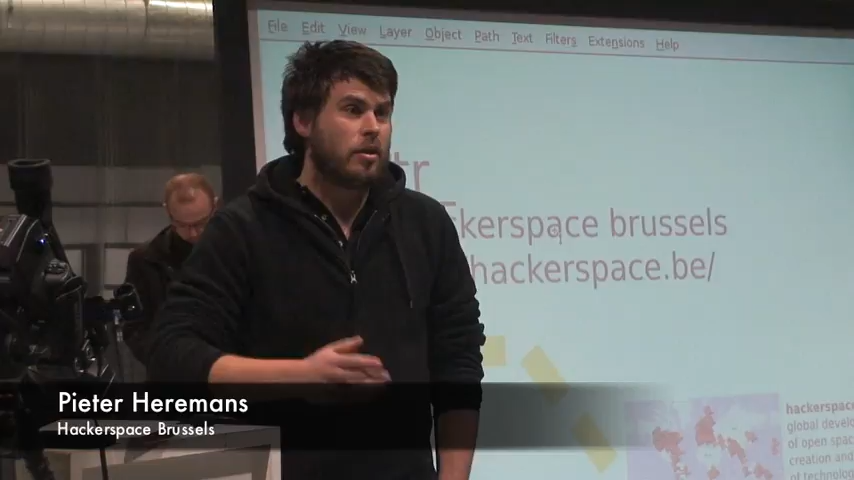 File Edit View Layer Object Path Text Filters Extensions Help
tr
kerspace brussels
hackerspace.be/
Pieter Heremans
Hackerspace Brussels
hackerspace
global develo
of open spac
creation and
of technolog